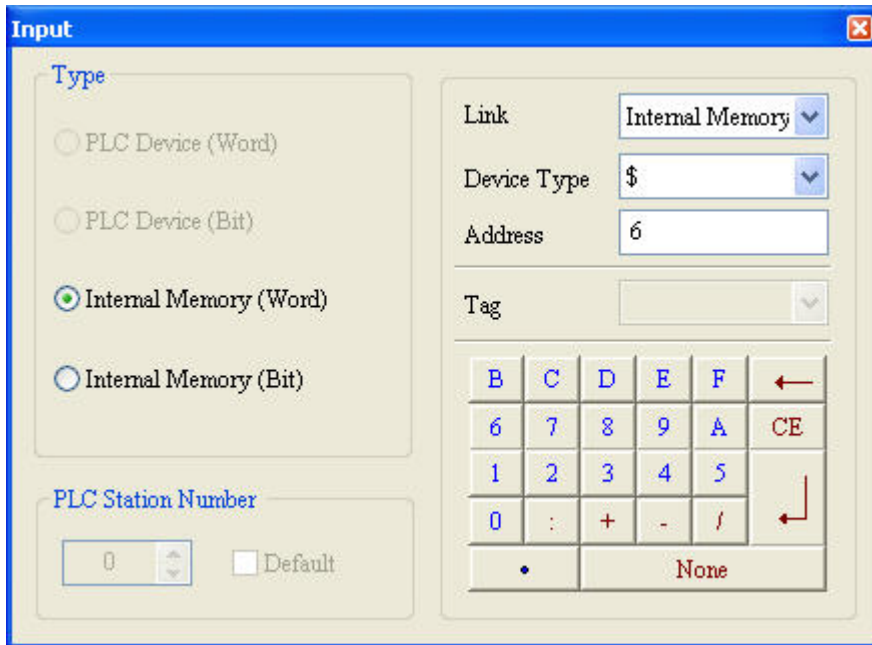 Input
Type
PLC Device (Word)
PLC Device (Bit)
Internal Memory (Word)
Internal Memory (Bit)
PLC Station Number
0
Default
Link
Internal Memory
Device Type
$
Address
6
Tag
B C D E F
6 7 8 9 A CE
1 2 3 4 5
0 : + - /
• None